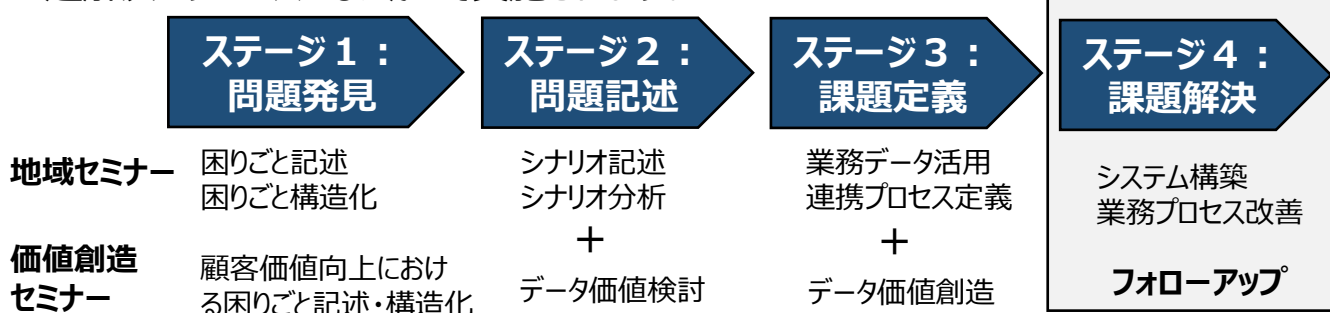 ステージ１：
問題発見
ステージ２：
問題記述
ステージ３：
課題定義
ステージ４：
課題解決
地域セミナー
困りごと記述
困りごと構造化
シナリオ記述
シナリオ分析
業務データ活用
連携プロセス定義
システム構築
業務プロセス改善
＋
＋
価値創造
セミナー
顧客価値向上におけ
る困りごと記述・構造化
データ価値検討
データ価値創造
フォローアップ